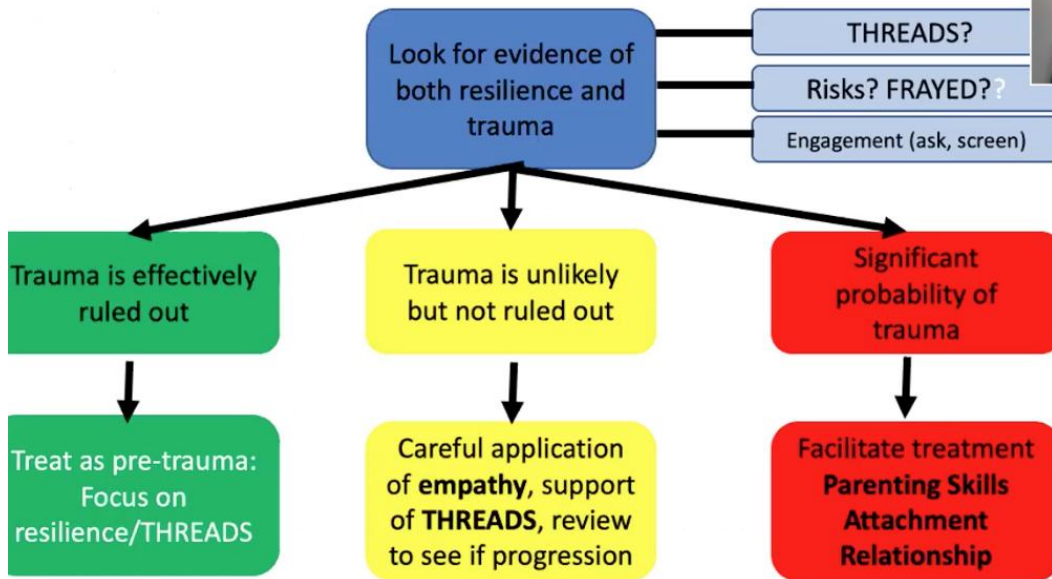 Look for evidence of
both resilience and
trauma
THREADS?
Risks? FRAYED??
Engagement (ask, screen)
Trauma is effectively
ruled out
Trauma is unlikely
but not ruled out
Significant
probability of
trauma
Treat as pre-trauma:
Focus on
resilience/THREADS
Careful application
of empathy, support
of THREADS, review
to see if progression
Facilitate treatment
Parenting Skills
Attachment
Relationship